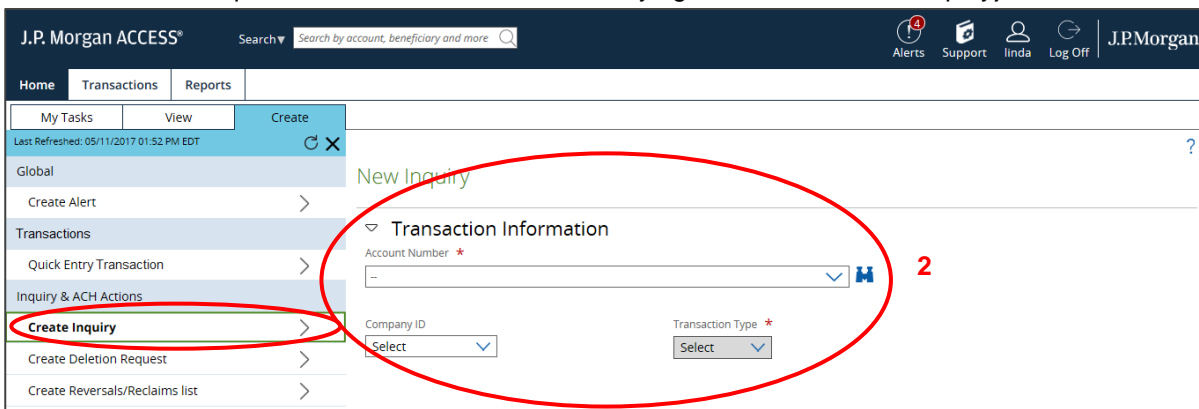 J.P. Morgan ACCESS®
Search▾ Search by account, beneficiary and more
4
Alerts Support linda Log Off J.P.Morgan
Home Transactions Reports
My Tasks View Create
Last Refreshed: 05/11/2017 01:52 PM EDT
?
Global
New Inquiry
Create Alert
Transactions
Transaction Information
Account Number *
Quick Entry Transaction
--
2
Inquiry & ACH Actions
Create Inquiry
Company ID Transaction Type *
Select Select
Create Deletion Request
Create Reversals/Reclaims list